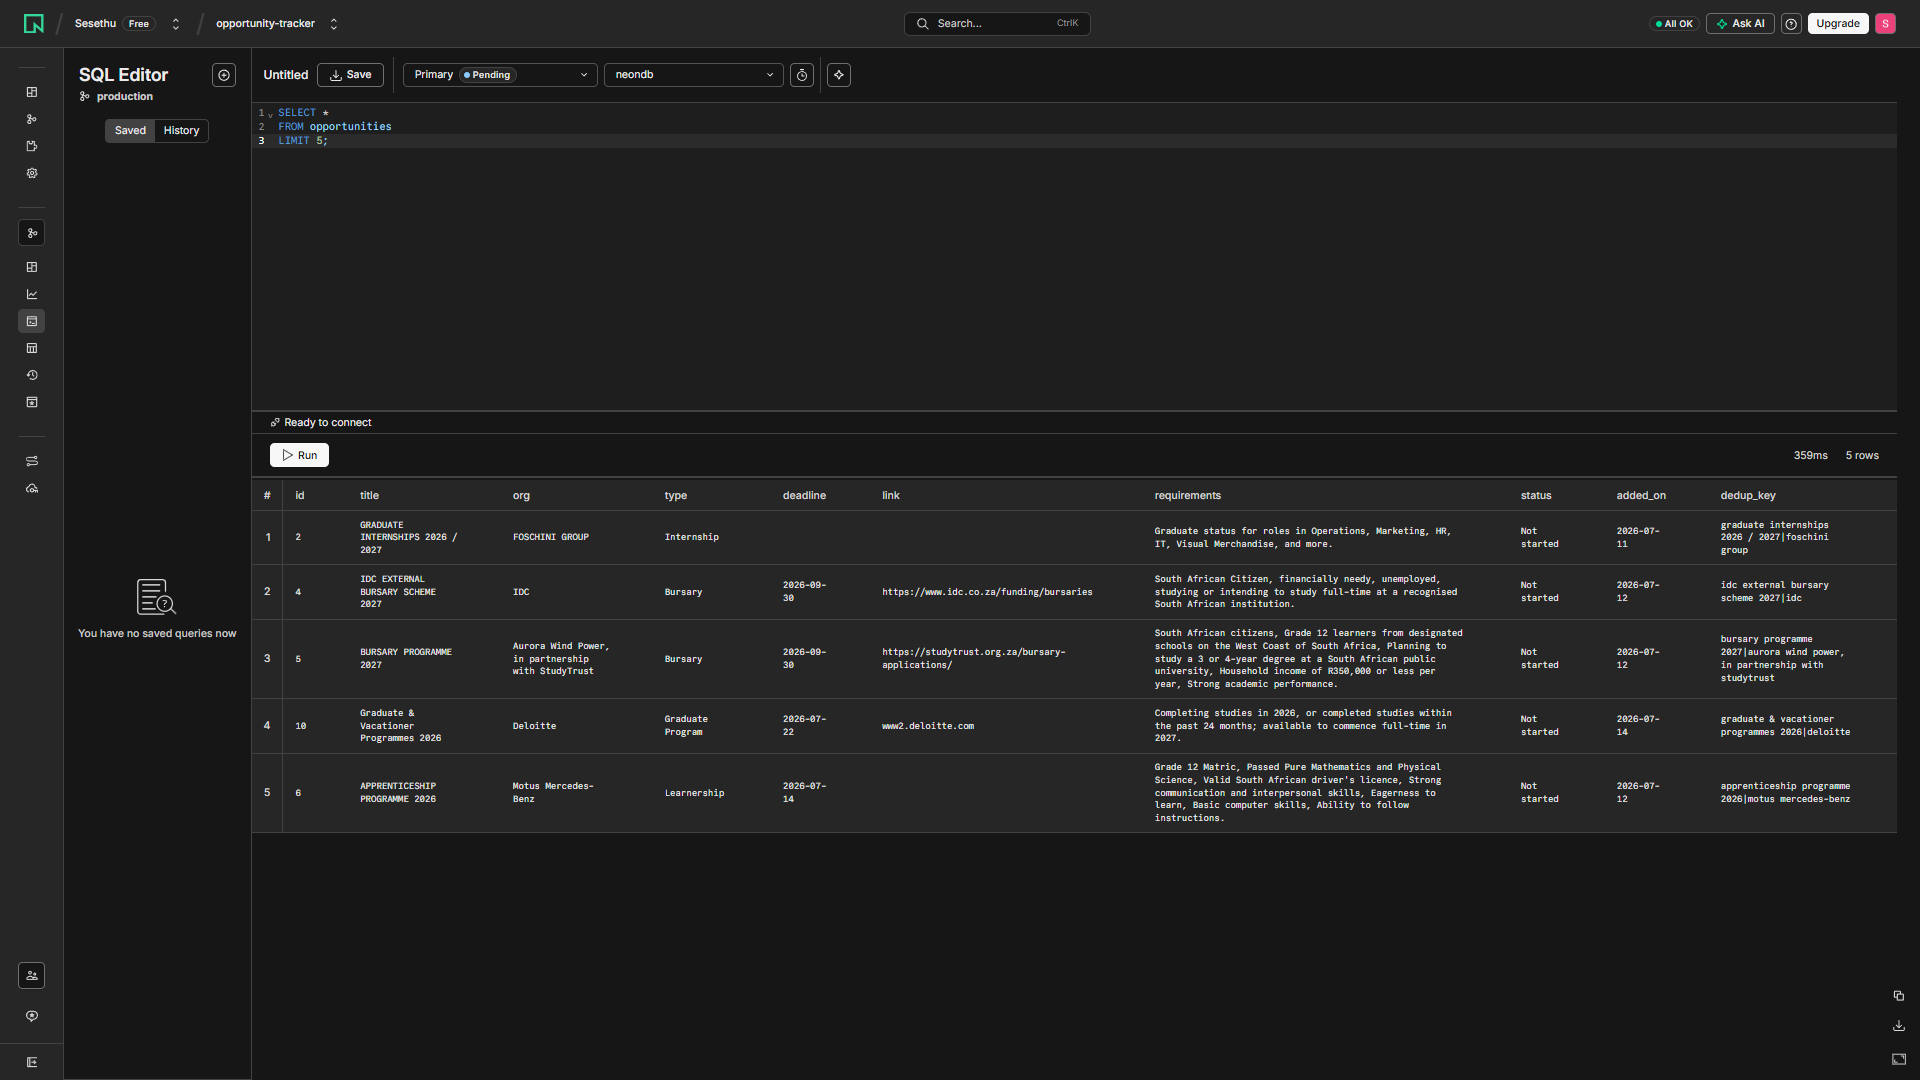 Sesethu Free
opportunity-tracker
Search... CtrlK
All OK
Ask AI
Upgrade
S
SQL Editor
production
Saved History
You have no saved queries now
Untitled
Save
Primary Pending
neondb
1 SELECT *
2 FROM opportunities
3 LIMIT 5;
Ready to connect
Run
359ms 5 rows
# id title org type deadline link requirements status added_on dedup_key
1 2
GRADUATE
INTERNSHIPS 2026 /
2027
FOSCHINI GROUP
Internship
Graduate status for roles in Operations, Marketing, HR,
IT, Visual Merchandise, and more.
Not
started
2026-07-
11
graduate internships
2026 / 2027|foschini
group
2 4
IDC EXTERNAL
BURSARY SCHEME
2027
IDC
Bursary
2026-09-
30
https://www.idc.co.za/funding/bursaries
South African Citizen, financially needy, unemployed,
studying or intending to study full-time at a recognised
South African institution.
Not
started
2026-07-
12
idc external bursary
scheme 2027|idc
3 5
BURSARY PROGRAMME
2027
Aurora Wind Power,
in partnership
with StudyTrust
Bursary
2026-09-
30
https://studytrust.org.za/bursary-
applications/
South African citizens, Grade 12 learners from designated
schools on the West Coast of South Africa, Planning to
study a 3 or 4-year degree at a South African public
university, Household income of R350,000 or less per
year, Strong academic performance.
Not
started
2026-07-
12
bursary programme
2027|aurora wind power,
in partnership with
studytrust
4 10
Graduate &
Vacationer
Programmes 2026
Deloitte
Graduate
Program
2026-07-
22
www2.deloitte.com
Completing studies in 2026, or completed studies within
the past 24 months; available to commence full-time in
2027.
Not
started
2026-07-
14
graduate & vacationer
programmes 2026|deloitte
5 6
APPRENTICESHIP
PROGRAMME 2026
Motus Mercedes-
Benz
Learnership
2026-07-
14
Grade 12 Matric, Passed Pure Mathematics and Physical
Science, Valid South African driver's licence, Strong
communication and interpersonal skills, Eagerness to
learn, Basic computer skills, Ability to follow
instructions.
Not
started
2026-07-
12
apprenticeship programme
2026|motus mercedes-benz